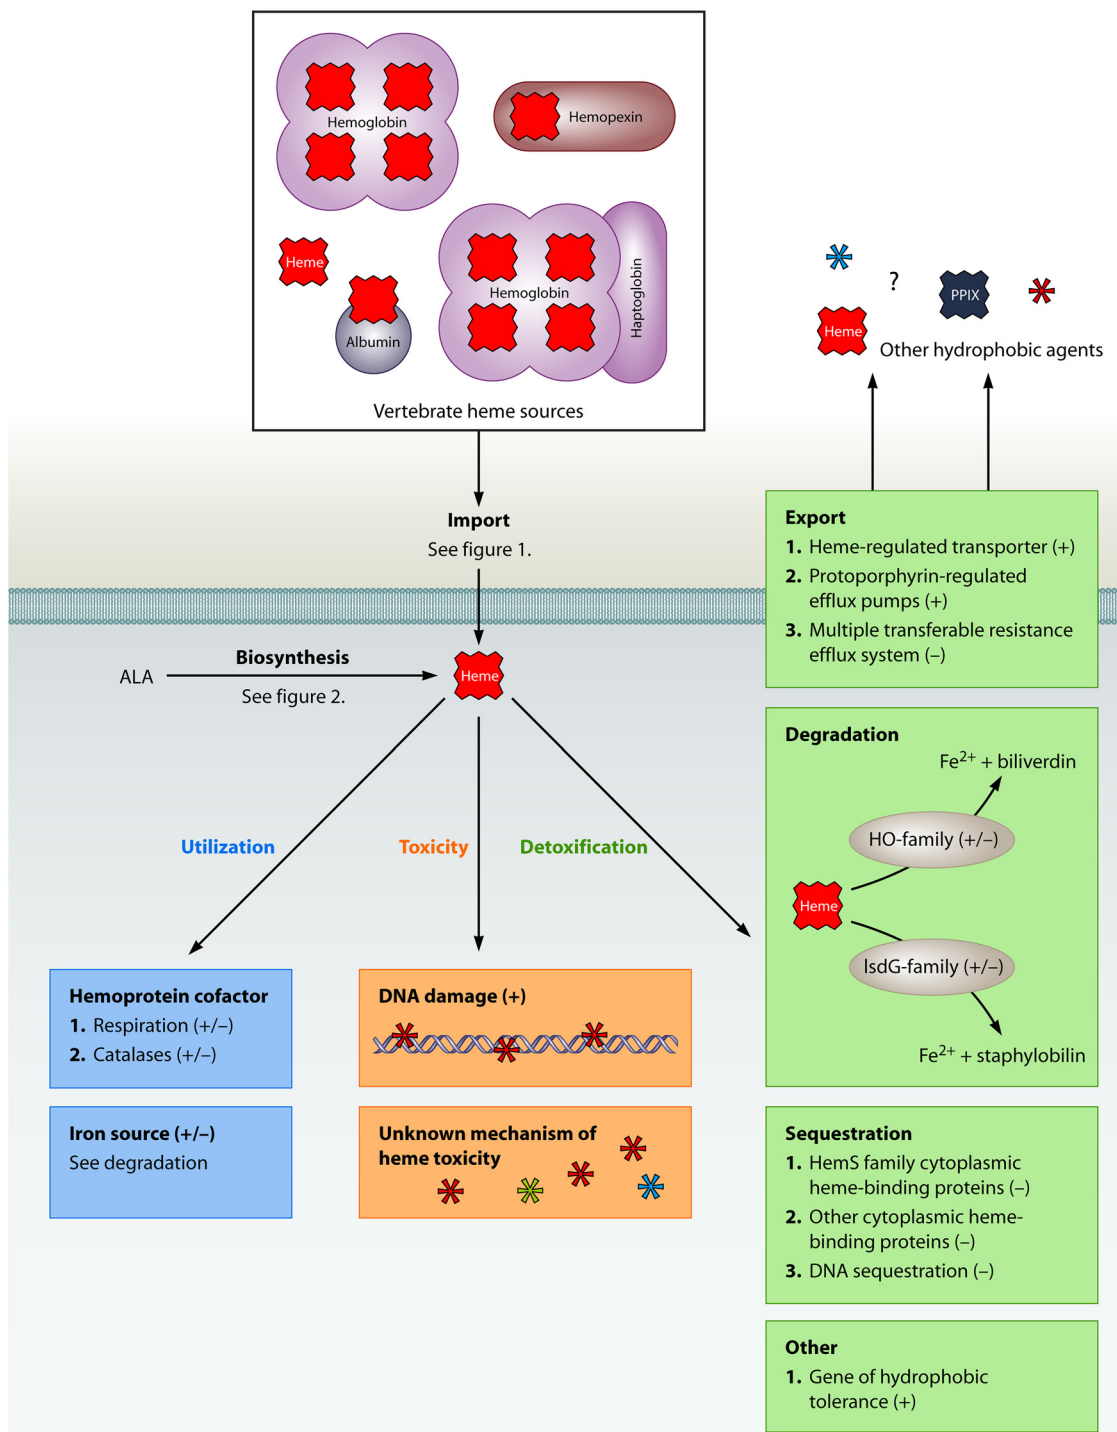 Hemoglobin
Hemopexin
Heme
Albumin
Hemoglobin
Haptoglobin
Vertebrate heme sources
?
PPIX
Heme
Other hydrophobic agents
Import
See figure 1.
ALA
Biosynthesis
See figure 2.
Heme
Utilization
Toxicity
Detoxification
Hemoprotein cofactor
1. Respiration (+/–)
2. Catalases (+/–)
Iron source (+/–)
See degradation
DNA damage (+)
Unknown mechanism of
heme toxicity
Export
1. Heme-regulated transporter (+)
2. Protoporphyrin-regulated
efflux pumps (+)
3. Multiple transferable resistance
efflux system (–)
Degradation
Fe²⁺ + biliverdin
HO-family (+/–)
Heme
IsdG-family (+/–)
Fe²⁺ + staphylobilin
Sequestration
1. HemS family cytoplasmic
heme-binding proteins (–)
2. Other cytoplasmic heme-
binding proteins (–)
3. DNA sequestration (–)
Other
1. Gene of hydrophobic
tolerance (+)